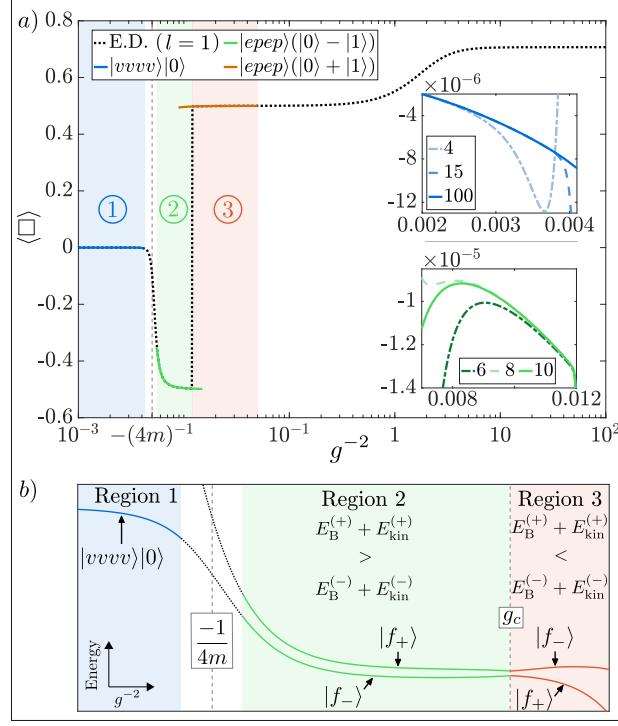 a)
E.D. (l = 1)
|vvvv⟩|0⟩
|epep⟩(|0⟩ − |1⟩)
|epep⟩(|0⟩ + |1⟩)
0.8
0.6
0.4
0.2
0
-0.2
-0.4
-0.6
⟨□⟩
① ② ③
×10⁻⁶
-4
-8
-12
4
15
100
0.002 0.003 0.004
×10⁻⁵
-1
-1.2
-1.4
6 8 10
0.008 0.012
10⁻³ −(4m)⁻¹ 10⁻¹ 1 10 10²
g⁻²
b)
Region 1 Region 2 Region 3
E_B^(+) + E_kin^(+) E_B^(+) + E_kin^(+)
> <
E_B^(-) + E_kin^(-) E_B^(-) + E_kin^(-)
|vvvv⟩|0⟩
-1
4m
g_c
|f₊⟩ |f₋⟩
|f₋⟩ |f₊⟩
Energy
g⁻²